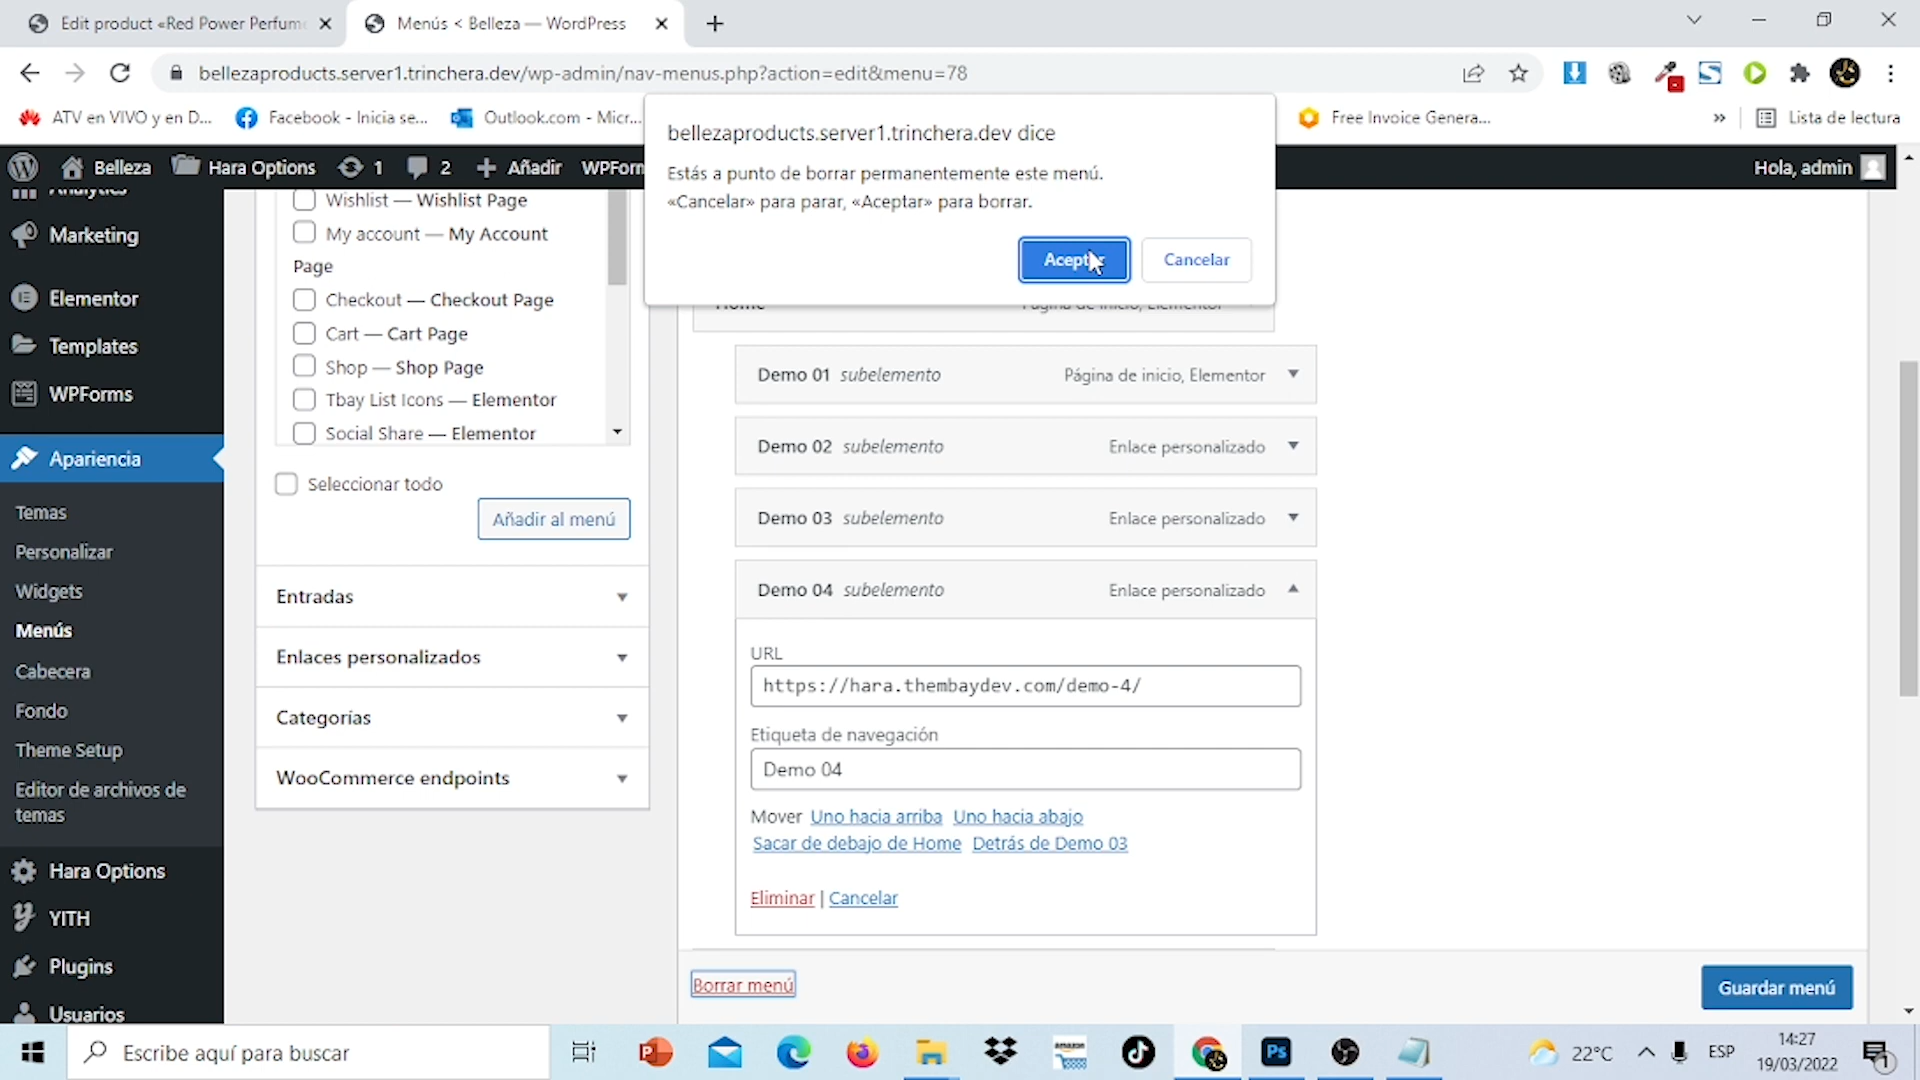 Edit product «Red Power Perfum
Menús < Belleza — WordPress
bellezaproducts.server1.trinchera.dev/wp-admin/nav-menus.php?action=edit&menu=78
ATV en VIVO y en D...
Facebook - Inicia se...
Outlook.com - Micr...
Free Invoice Genera...
»
Lista de lectura
bellezaproducts.server1.trinchera.dev dice
Estás a punto de borrar permanentemente este menú.
«Cancelar» para parar, «Aceptar» para borrar.
Aceptar
Cancelar
Belleza
Hara Options
1
2
Añadir
WPForm
Hola, admin
Analytics
Marketing
Elementor
Templates
WPForms
Apariencia
Temas
Personalizar
Widgets
Menús
Cabecera
Fondo
Theme Setup
Editor de archivos de
temas
Hara Options
YITH
Plugins
Usuarios
Wishlist — Wishlist Page
My account — My Account
Page
Checkout — Checkout Page
Cart — Cart Page
Shop — Shop Page
Tbay List Icons — Elementor
Social Share — Elementor
Seleccionar todo
Añadir al menú
Entradas
Enlaces personalizados
Categorías
WooCommerce endpoints
Home
Página de inicio, Elementor
Demo 01 subelemento
Página de inicio, Elementor
Demo 02 subelemento
Enlace personalizado
Demo 03 subelemento
Enlace personalizado
Demo 04 subelemento
Enlace personalizado
URL
https://hara.thembaydev.com/demo-4/
Etiqueta de navegación
Demo 04
Mover Uno hacia arriba Uno hacia abajo
Sacar de debajo de Home Detrás de Demo 03
Eliminar | Cancelar
Borrar menú
Guardar menú
Escribe aquí para buscar
amazon
Ps
22°C
ESP
14:27
19/03/2022
1